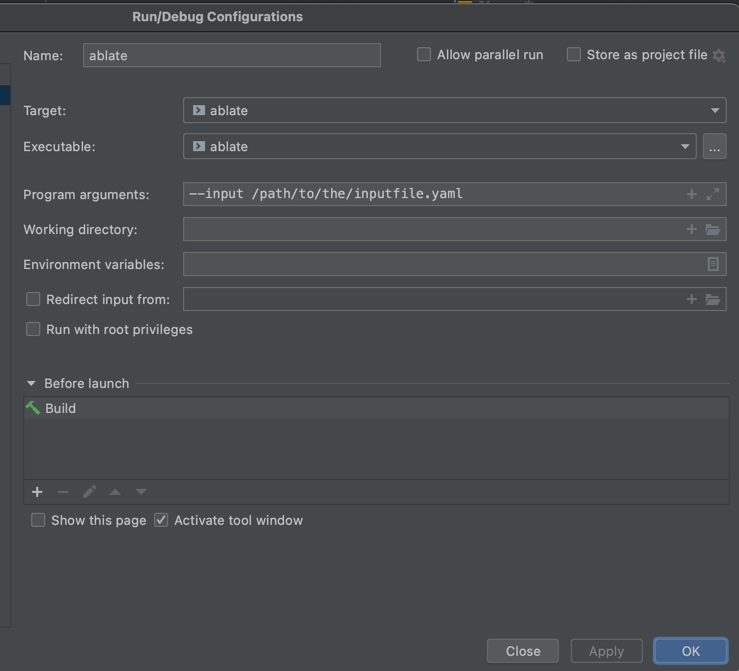 Run/Debug Configurations
Name: ablate Allow parallel run Store as project file
Target: ablate
Executable: ablate ...
Program arguments: --input /path/to/the/inputfile.yaml
Working directory:
Environment variables:
Redirect input from:
Run with root privileges
Before launch
Build
Show this page Activate tool window
Close Apply OK